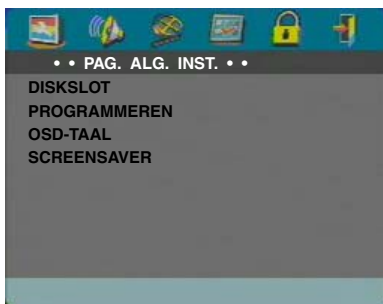 • • PAG. ALG. INST. • •
DISKSLOT
PROGRAMMEREN
OSD-TAAL
SCREENSAVER